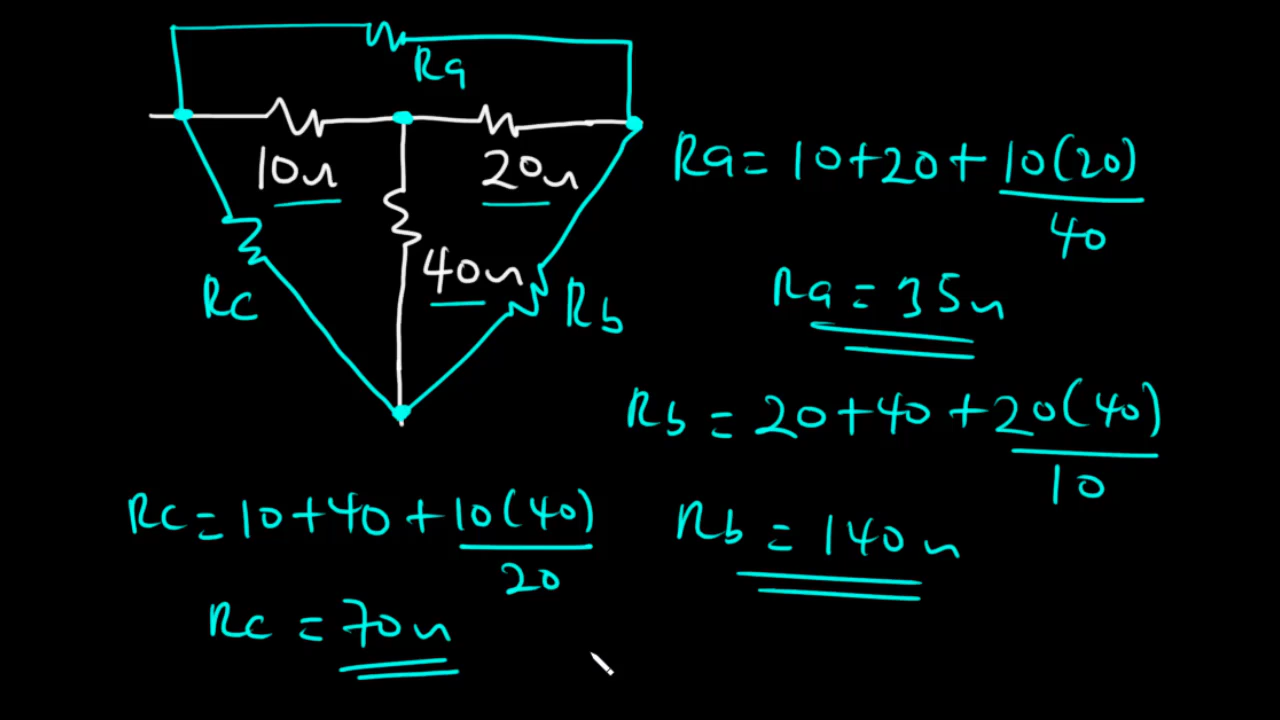 Ra
10Ω
20Ω
Ra = 10+20+ 10(20)
40
40Ω
Rc
Rb
Ra = 35Ω
Rb = 20+40+20(40)
10
Rc = 10+40+10(40)
20
Rb = 140Ω
Rc = 70Ω